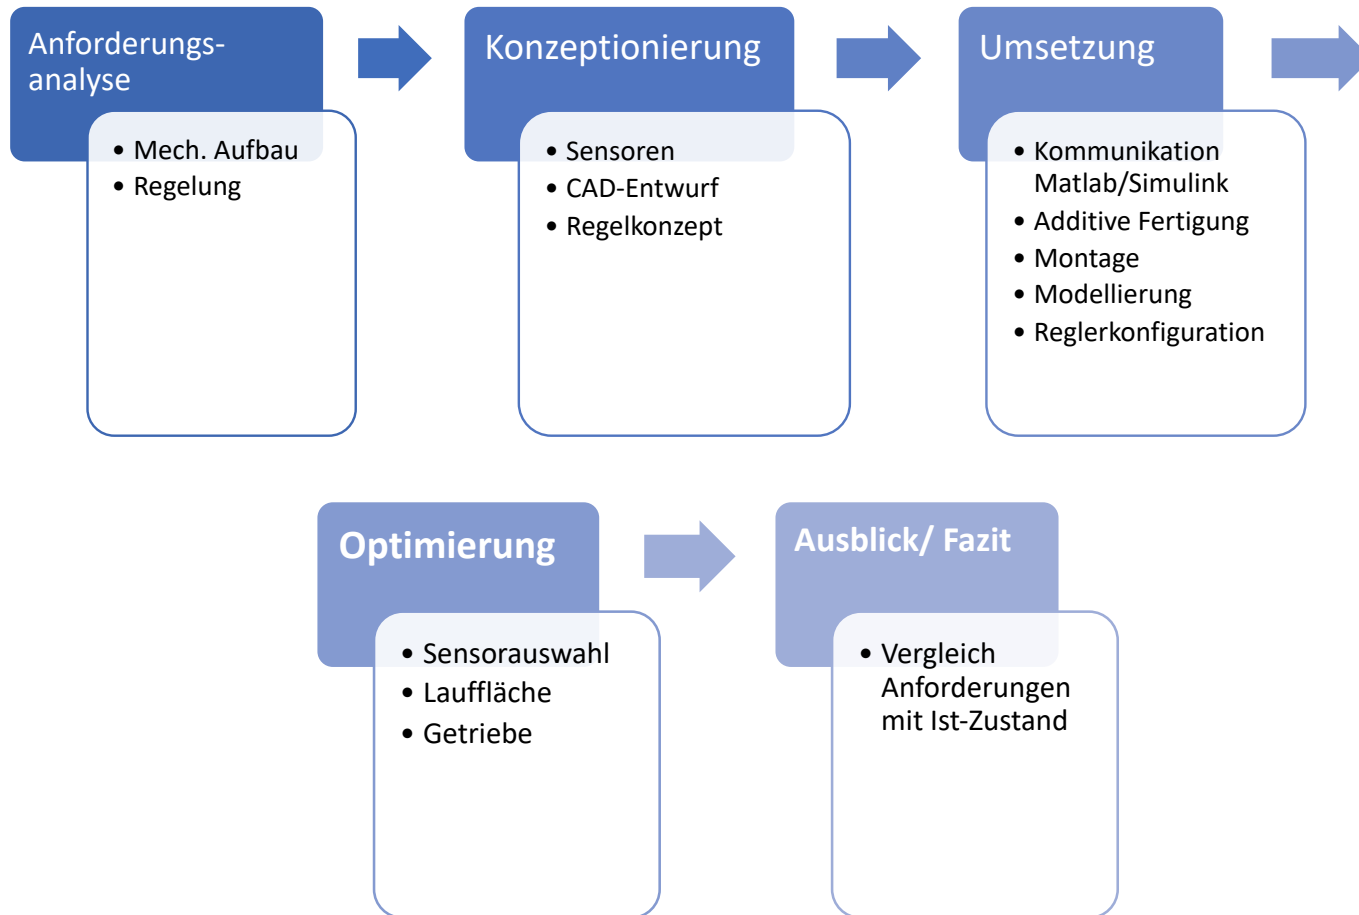 Anforderungs-
analyse
• Mech. Aufbau
• Regelung
Konzeptionierung
• Sensoren
• CAD-Entwurf
• Regelkonzept
Umsetzung
• Kommunikation
Matlab/Simulink
• Additive Fertigung
• Montage
• Modellierung
• Reglerkonfiguration
Optimierung
• Sensorauswahl
• Lauffläche
• Getriebe
Ausblick/ Fazit
• Vergleich
Anforderungen
mit Ist-Zustand